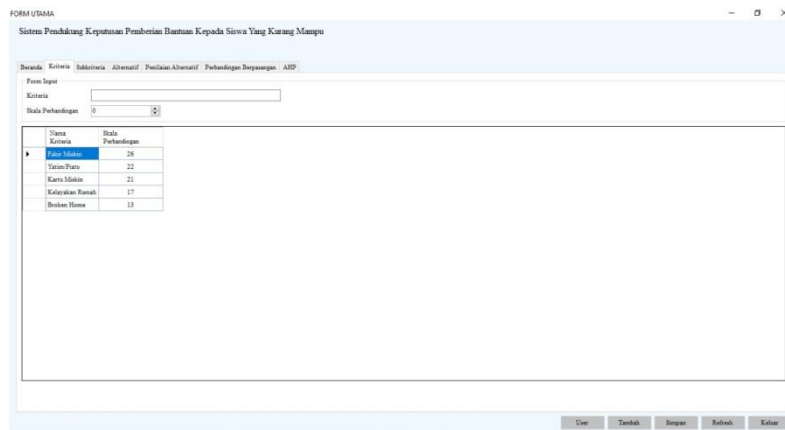 FORM UTAMA
Sistem Pendukung Keputusan Pemberian Bantuan Kepada Siswa Yang Kurang Mampu
Beranda Kriteria Subkriteria Alternatif Penilaian Alternatif Perbandingan Berpasangan AHP
Form Input
Kriteria
Skala Perbandingan 0
Nama Kriteria Skala Perbandingan
Fakir Miskin 26
Yatim/Piatu 22
Kartu Miskin 21
Kelayakan Rumah 17
Broken Home 13
User Tambah Simpan Refresh Keluar